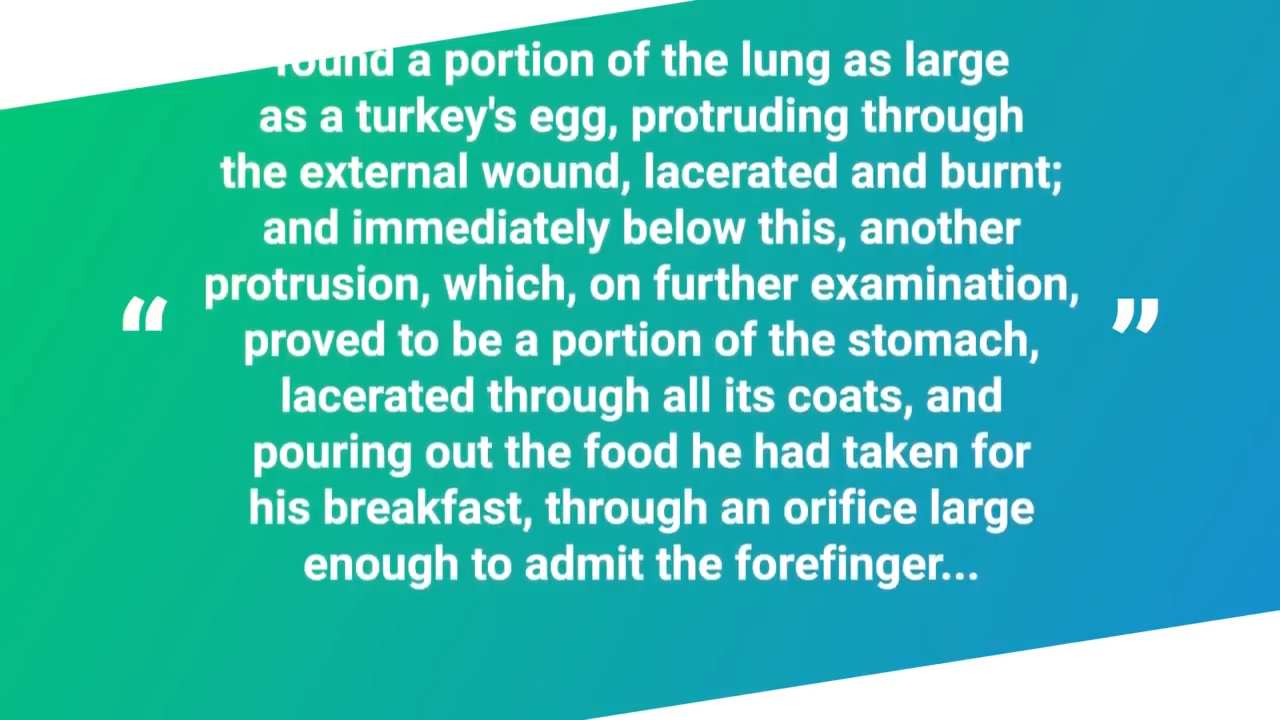 found a portion of the lung as large
as a turkey's egg, protruding through
the external wound, lacerated and burnt;
and immediately below this, another
protrusion, which, on further examination,
“ ”
proved to be a portion of the stomach,
lacerated through all its coats, and
pouring out the food he had taken for
his breakfast, through an orifice large
enough to admit the forefinger...